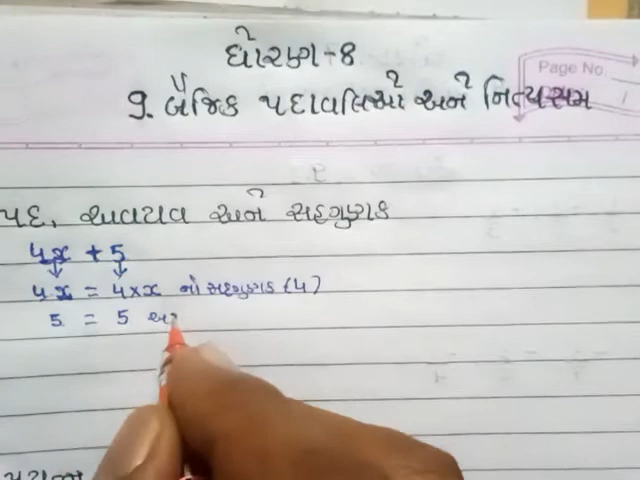 ધોરણ-8
Page No.
9. બૈજિક પદાવલિઓ અને નિત્યસમ
પદ, અવયવ અને સહગુણક
4x + 5
4x = 4×x નો સહગુણક (4)
5 = 5 અ